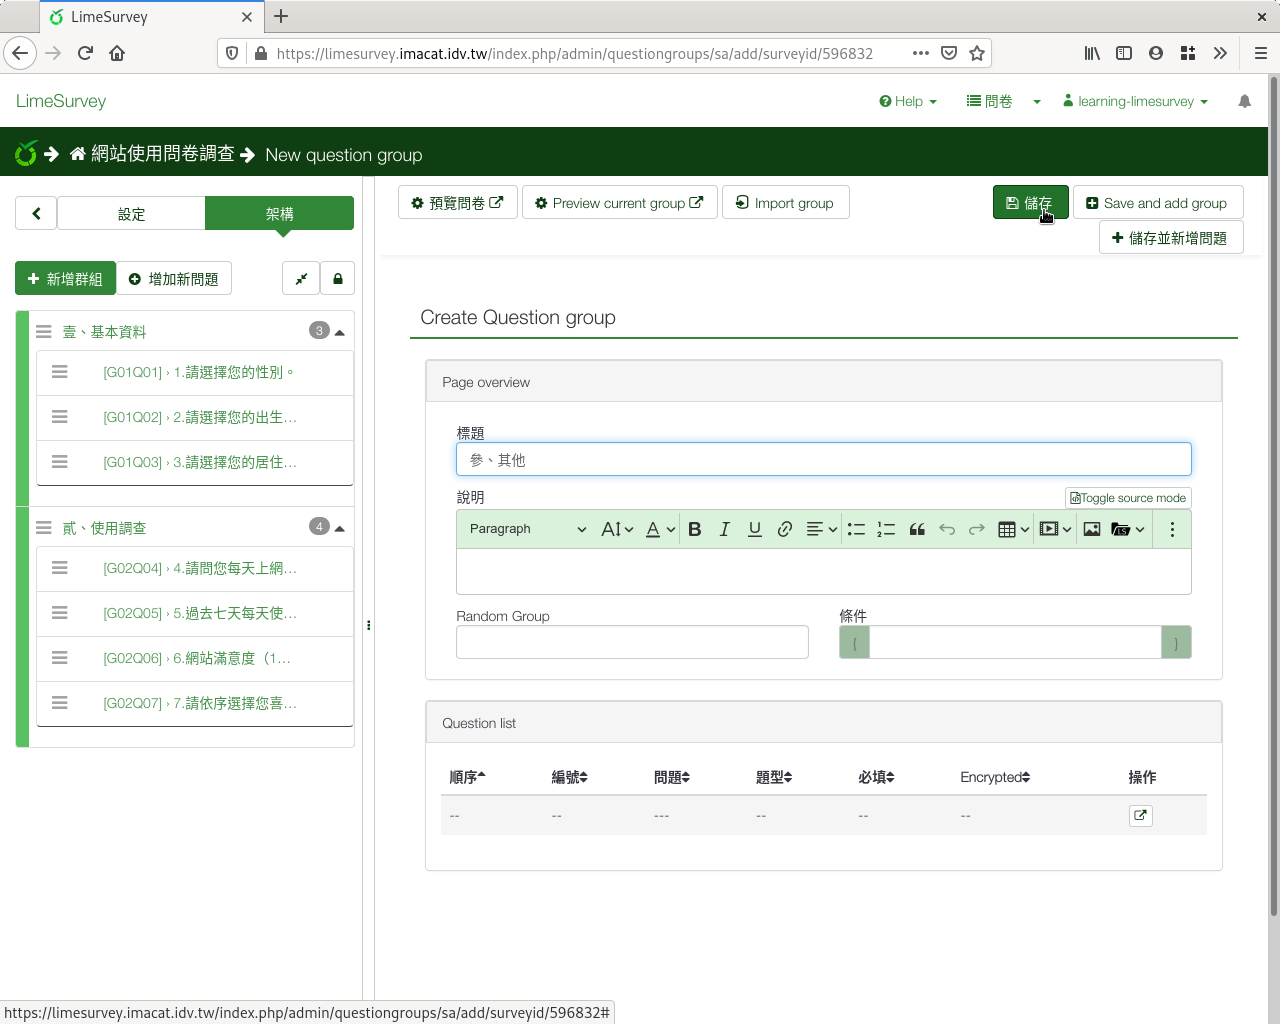 LimeSurvey
https://limesurvey.imacat.idv.tw/index.php/admin/questiongroups/sa/add/surveyid/596832
LimeSurvey
Help
問卷
learning-limesurvey
網站使用問卷調查
New question group
設定
架構
預覽問卷
Preview current group
Import group
儲存
Save and add group
儲存並新增問題
新增群組
增加新問題
壹、基本資料
3
[G01Q01] › 1.請選擇您的性別。
[G01Q02] › 2.請選擇您的出生...
[G01Q03] › 3.請選擇您的居住...
貳、使用調查
4
[G02Q04] › 4.請問您每天上網...
[G02Q05] › 5.過去七天每天使...
[G02Q06] › 6.網站滿意度（1...
[G02Q07] › 7.請依序選擇您喜...
Create Question group
Page overview
標題
參、其他
說明
Toggle source mode
Paragraph
Random Group
條件
{
}
Question list
順序
編號
問題
題型
必填
Encrypted
操作
--
--
---
--
--
--
https://limesurvey.imacat.idv.tw/index.php/admin/questiongroups/sa/add/surveyid/596832#